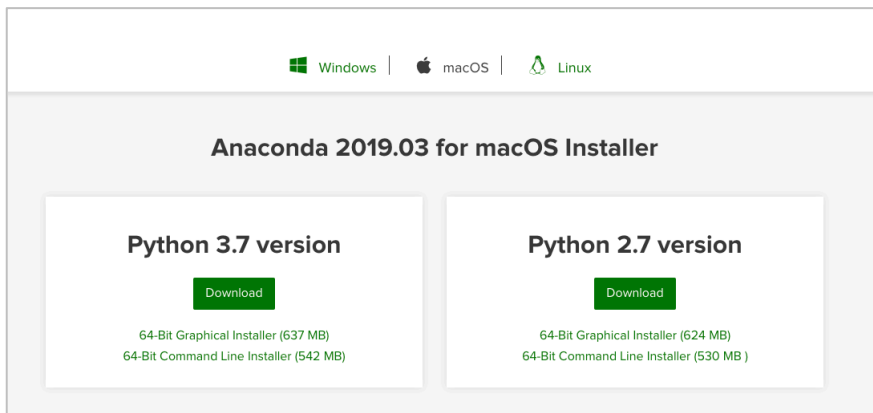 Windows
macOS
Linux
Anaconda 2019.03 for macOS Installer
Python 3.7 version
Download
64-Bit Graphical Installer (637 MB)
64-Bit Command Line Installer (542 MB)
Python 2.7 version
Download
64-Bit Graphical Installer (624 MB)
64-Bit Command Line Installer (530 MB )